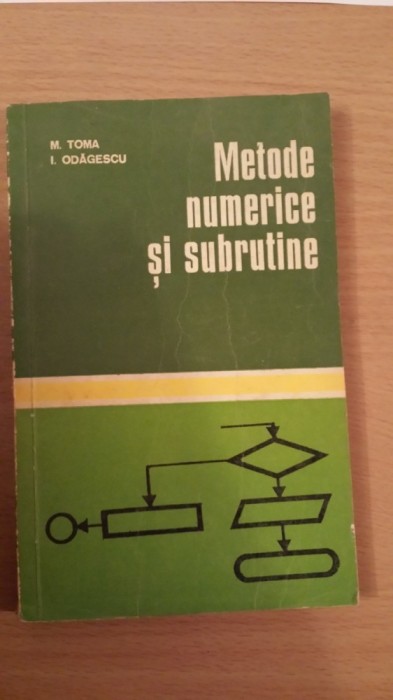 M. TOMA
I. ODĂGESCU
Metode
numerice
și subrutine